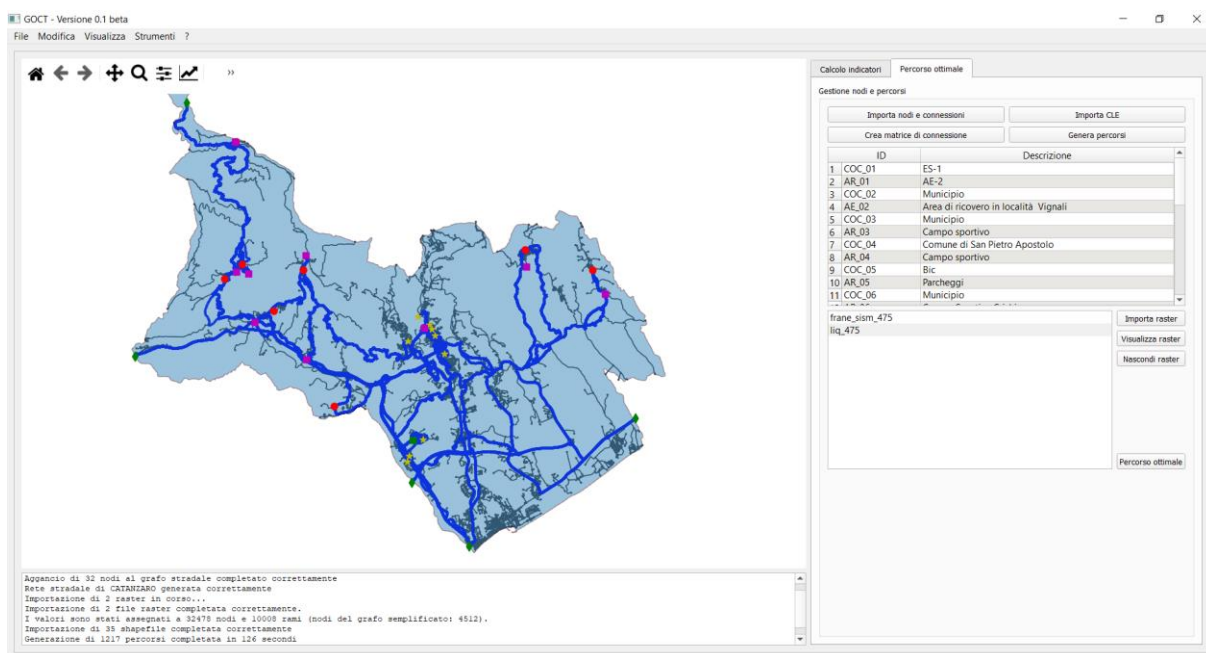 GOCT - Versione 0.1 beta
File Modifica Visualizza Strumenti ?
Calcolo indicatori Percorso ottimale
Gestione nodi e percorsi
Importa nodi e connessioni Importa CLE
Crea matrice di connessione Genera percorsi
ID Descrizione
1 COC_01 ES-1
2 AR_01 AE-2
3 COC_02 Municipio
4 AE_02 Area di ricovero in località Vignali
5 COC_03 Municipio
6 AR_03 Campo sportivo
7 COC_04 Comune di San Pietro Apostolo
8 AR_04 Campo sportivo
9 COC_05 Bic
10 AR_05 Parcheggi
11 COC_06 Municipio
frane_sism_475
liq_475
Importa raster
Visualizza raster
Nascondi raster
Percorso ottimale
Aggancio di 32 nodi al grafo stradale completato correttamente
Rete stradale di CATANZARO generata correttamente
Importazione di 2 raster in corso...
Importazione di 2 file raster completata correttamente.
I valori sono stati assegnati a 32478 nodi e 10008 rami (nodi del grafo semplificato: 4512).
Importazione di 35 shapefile completata correttamente
Generazione di 1217 percorsi completata in 126 secondi